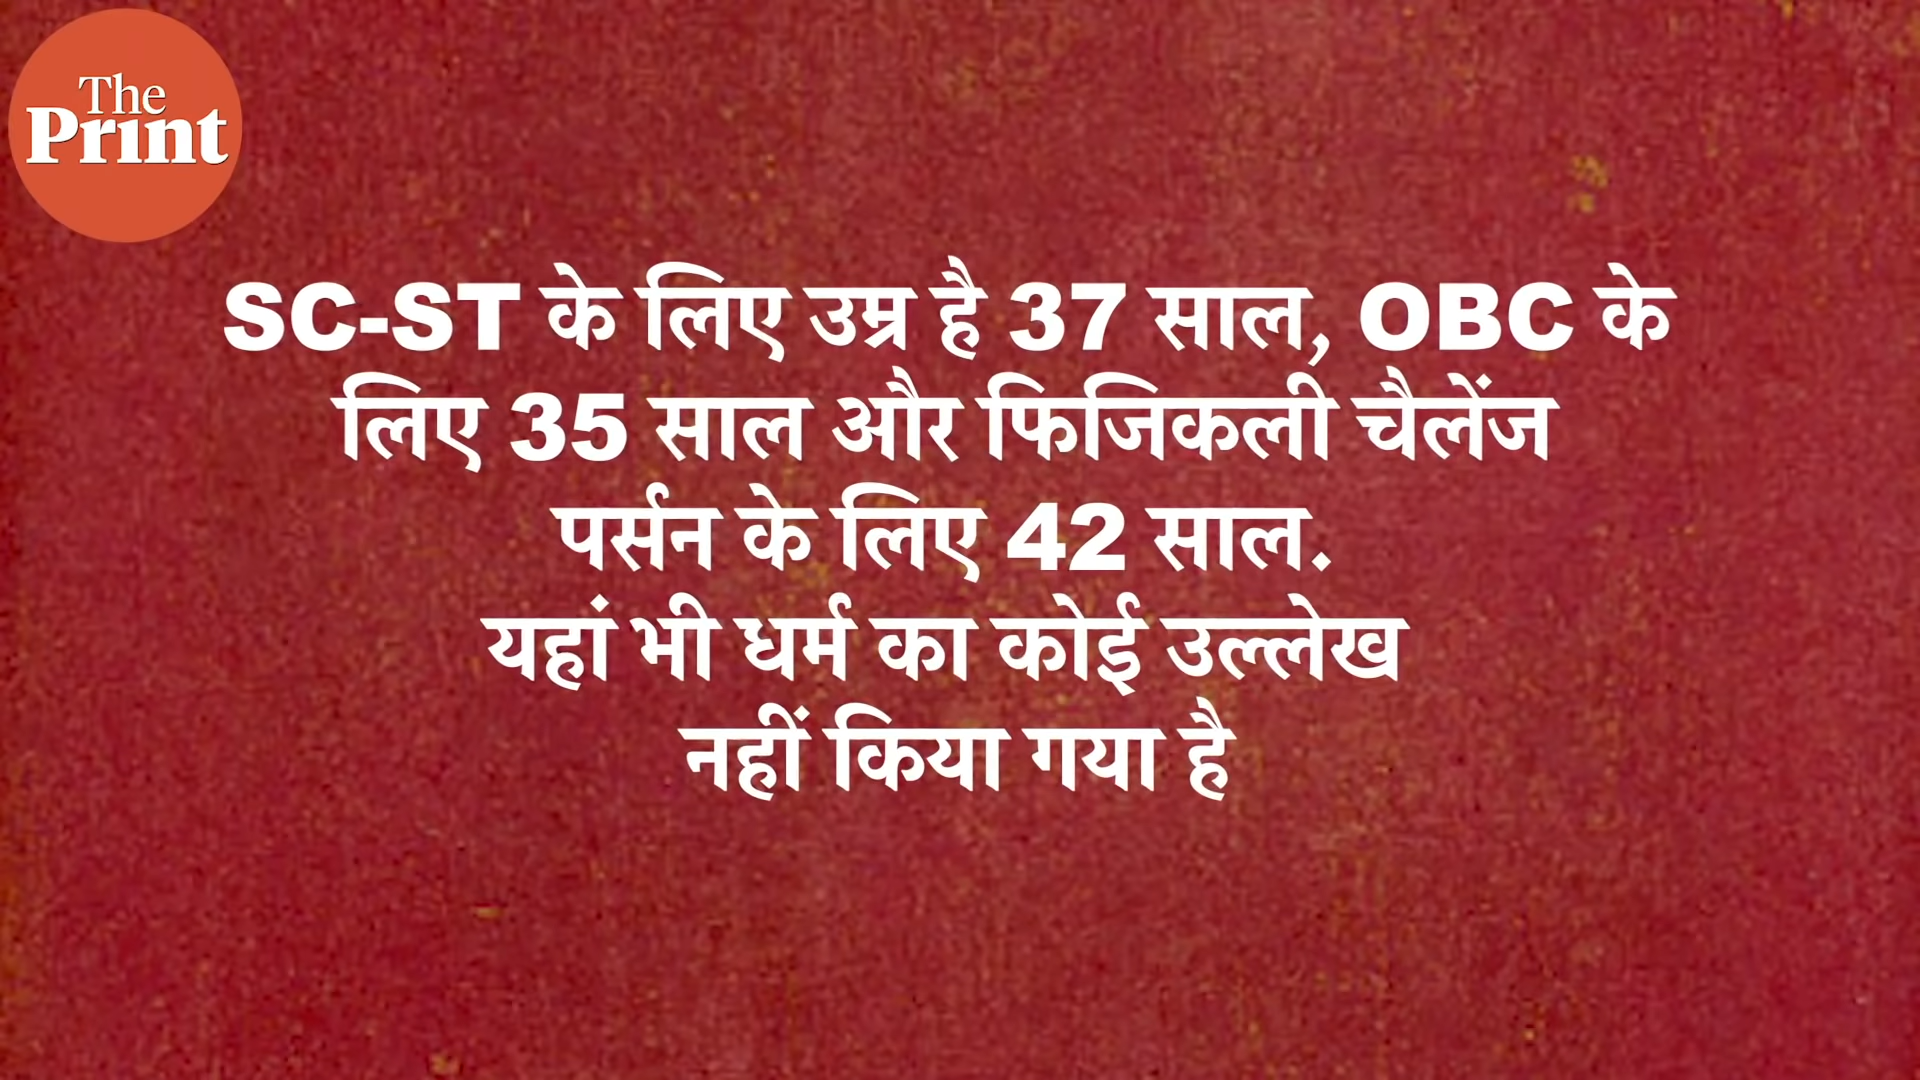 The
Print
SC-ST के लिए उम्र है 37 साल, OBC के
लिए 35 साल और फिजिकली चैलेंज
पर्सन के लिए 42 साल.
यहां भी धर्म का कोई उल्लेख
नहीं किया गया है